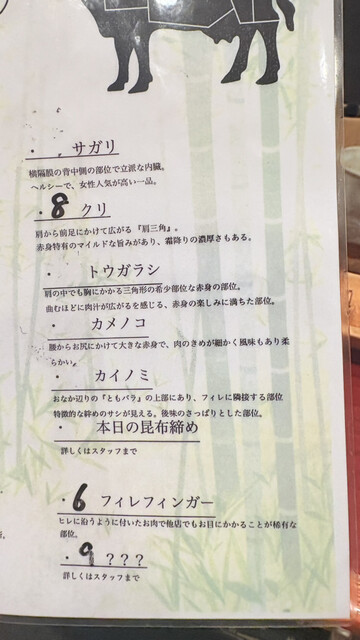 ・ サガリ
横隔膜の背中側の部位で立派な内臓。
ヘルシーで、女性人気が高い一品。
・8 クリ
肩から前足にかけて広がる『肩三角』。
赤身特有のマイルドな旨みがあり、霜降りの濃厚さもある。
・ トウガラシ
肩の中でも胸にかかる三角形の希少部位な赤身の部位。
曲むほどに肉汁が広がるを感じる、赤身の楽しみに満ちた部位。
・ カメノコ
腰からお尻にかけて大きな赤身で、肉のきめが細かく風味もあり柔
らかい。
・ カイノミ
おなか辺りの『ともバラ』の上部にあり、フィレに隣接する部位
特徴的な斜めのサシが見える。後味のさっぱりとした部位。
・ 本日の昆布締め
詳しくはスタッフまで
・6 フィレフィンガー
ヒレに沿うように付いたお肉で他店でもお目にかかることが稀有な
部位。
・9 ???
詳しくはスタッフまで